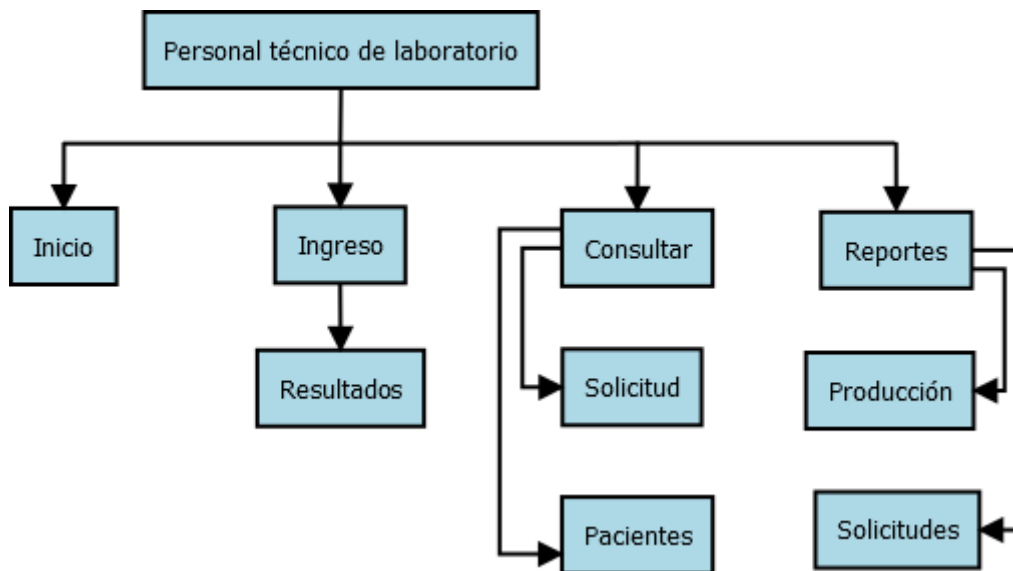 Personal técnico de laboratorio
Inicio
Ingreso
Consultar
Reportes
Resultados
Solicitud
Producción
Pacientes
Solicitudes